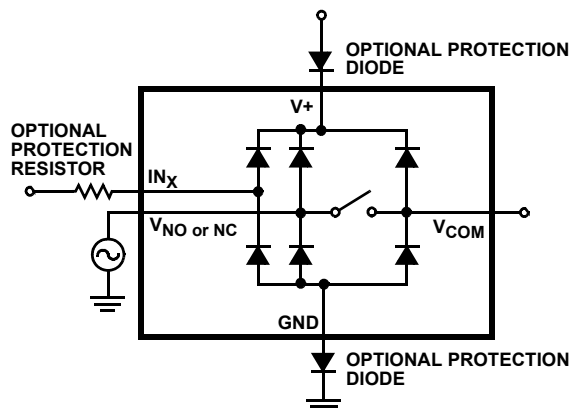 OPTIONAL PROTECTION
DIODE
V+
OPTIONAL
PROTECTION
RESISTOR
INX
VNO or NC
VCOM
GND
OPTIONAL PROTECTION
DIODE